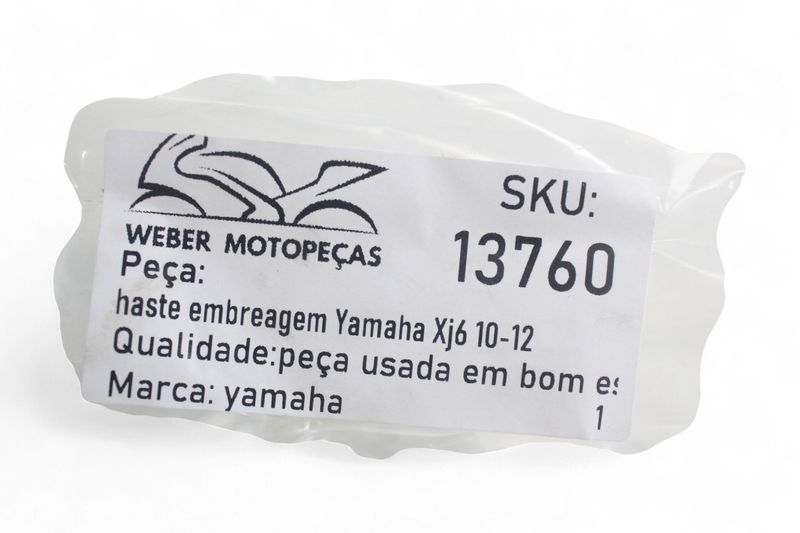 WEBER MOTOPEÇAS
SKU:
13760
Peça:
haste embreagem Yamaha Xj6 10-12
Qualidade:peça usada em bom es
Marca: yamaha
1